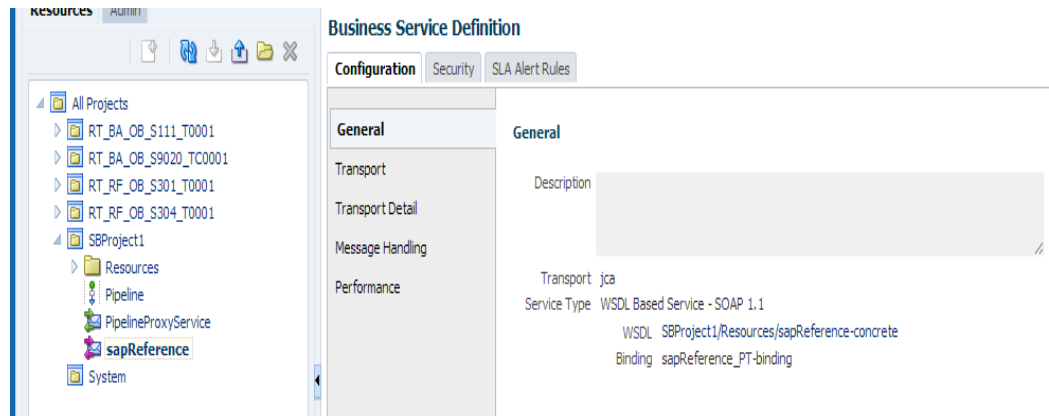 Resources Admin
Business Service Definition
Configuration Security SLA Alert Rules
All Projects
RT_BA_OB_S111_T0001
RT_BA_OB_S9020_TC0001
RT_RF_OB_S301_T0001
RT_RF_OB_S304_T0001
SBProject1
Resources
Pipeline
PipelineProxyService
sapReference
System
General
Transport
Transport Detail
Message Handling
Performance
General
Description
Transport jca
Service Type WSDL Based Service - SOAP 1.1
WSDL SBProject1/Resources/sapReference-concrete
Binding sapReference_PT-binding